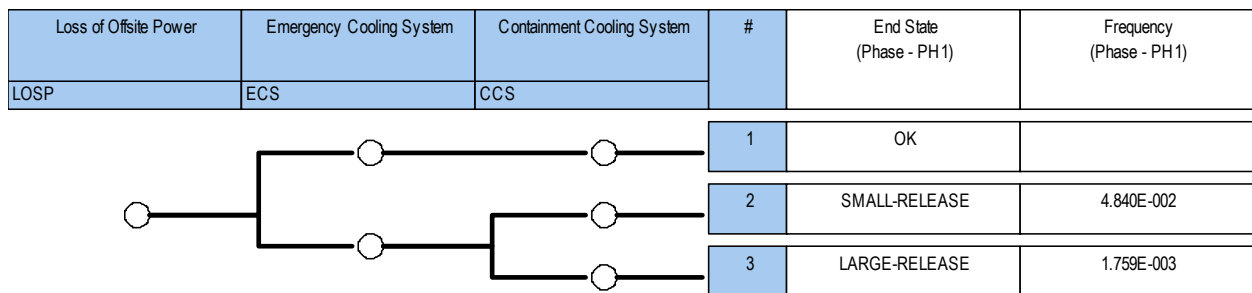 Loss of Offsite Power Emergency Cooling System Containment Cooling System # End State Frequency
(Phase - PH1) (Phase - PH1)
LOSP ECS CCS
1 OK
2 SMALL-RELEASE 4.840E-002
3 LARGE-RELEASE 1.759E-003